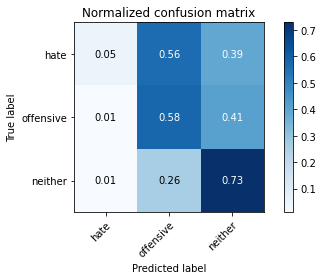 Normalized confusion matrix
True label
hate 0.05 0.56 0.39
offensive 0.01 0.58 0.41
neither 0.01 0.26 0.73
hate offensive neither
Predicted label
0.7
0.6
0.5
0.4
0.3
0.2
0.1